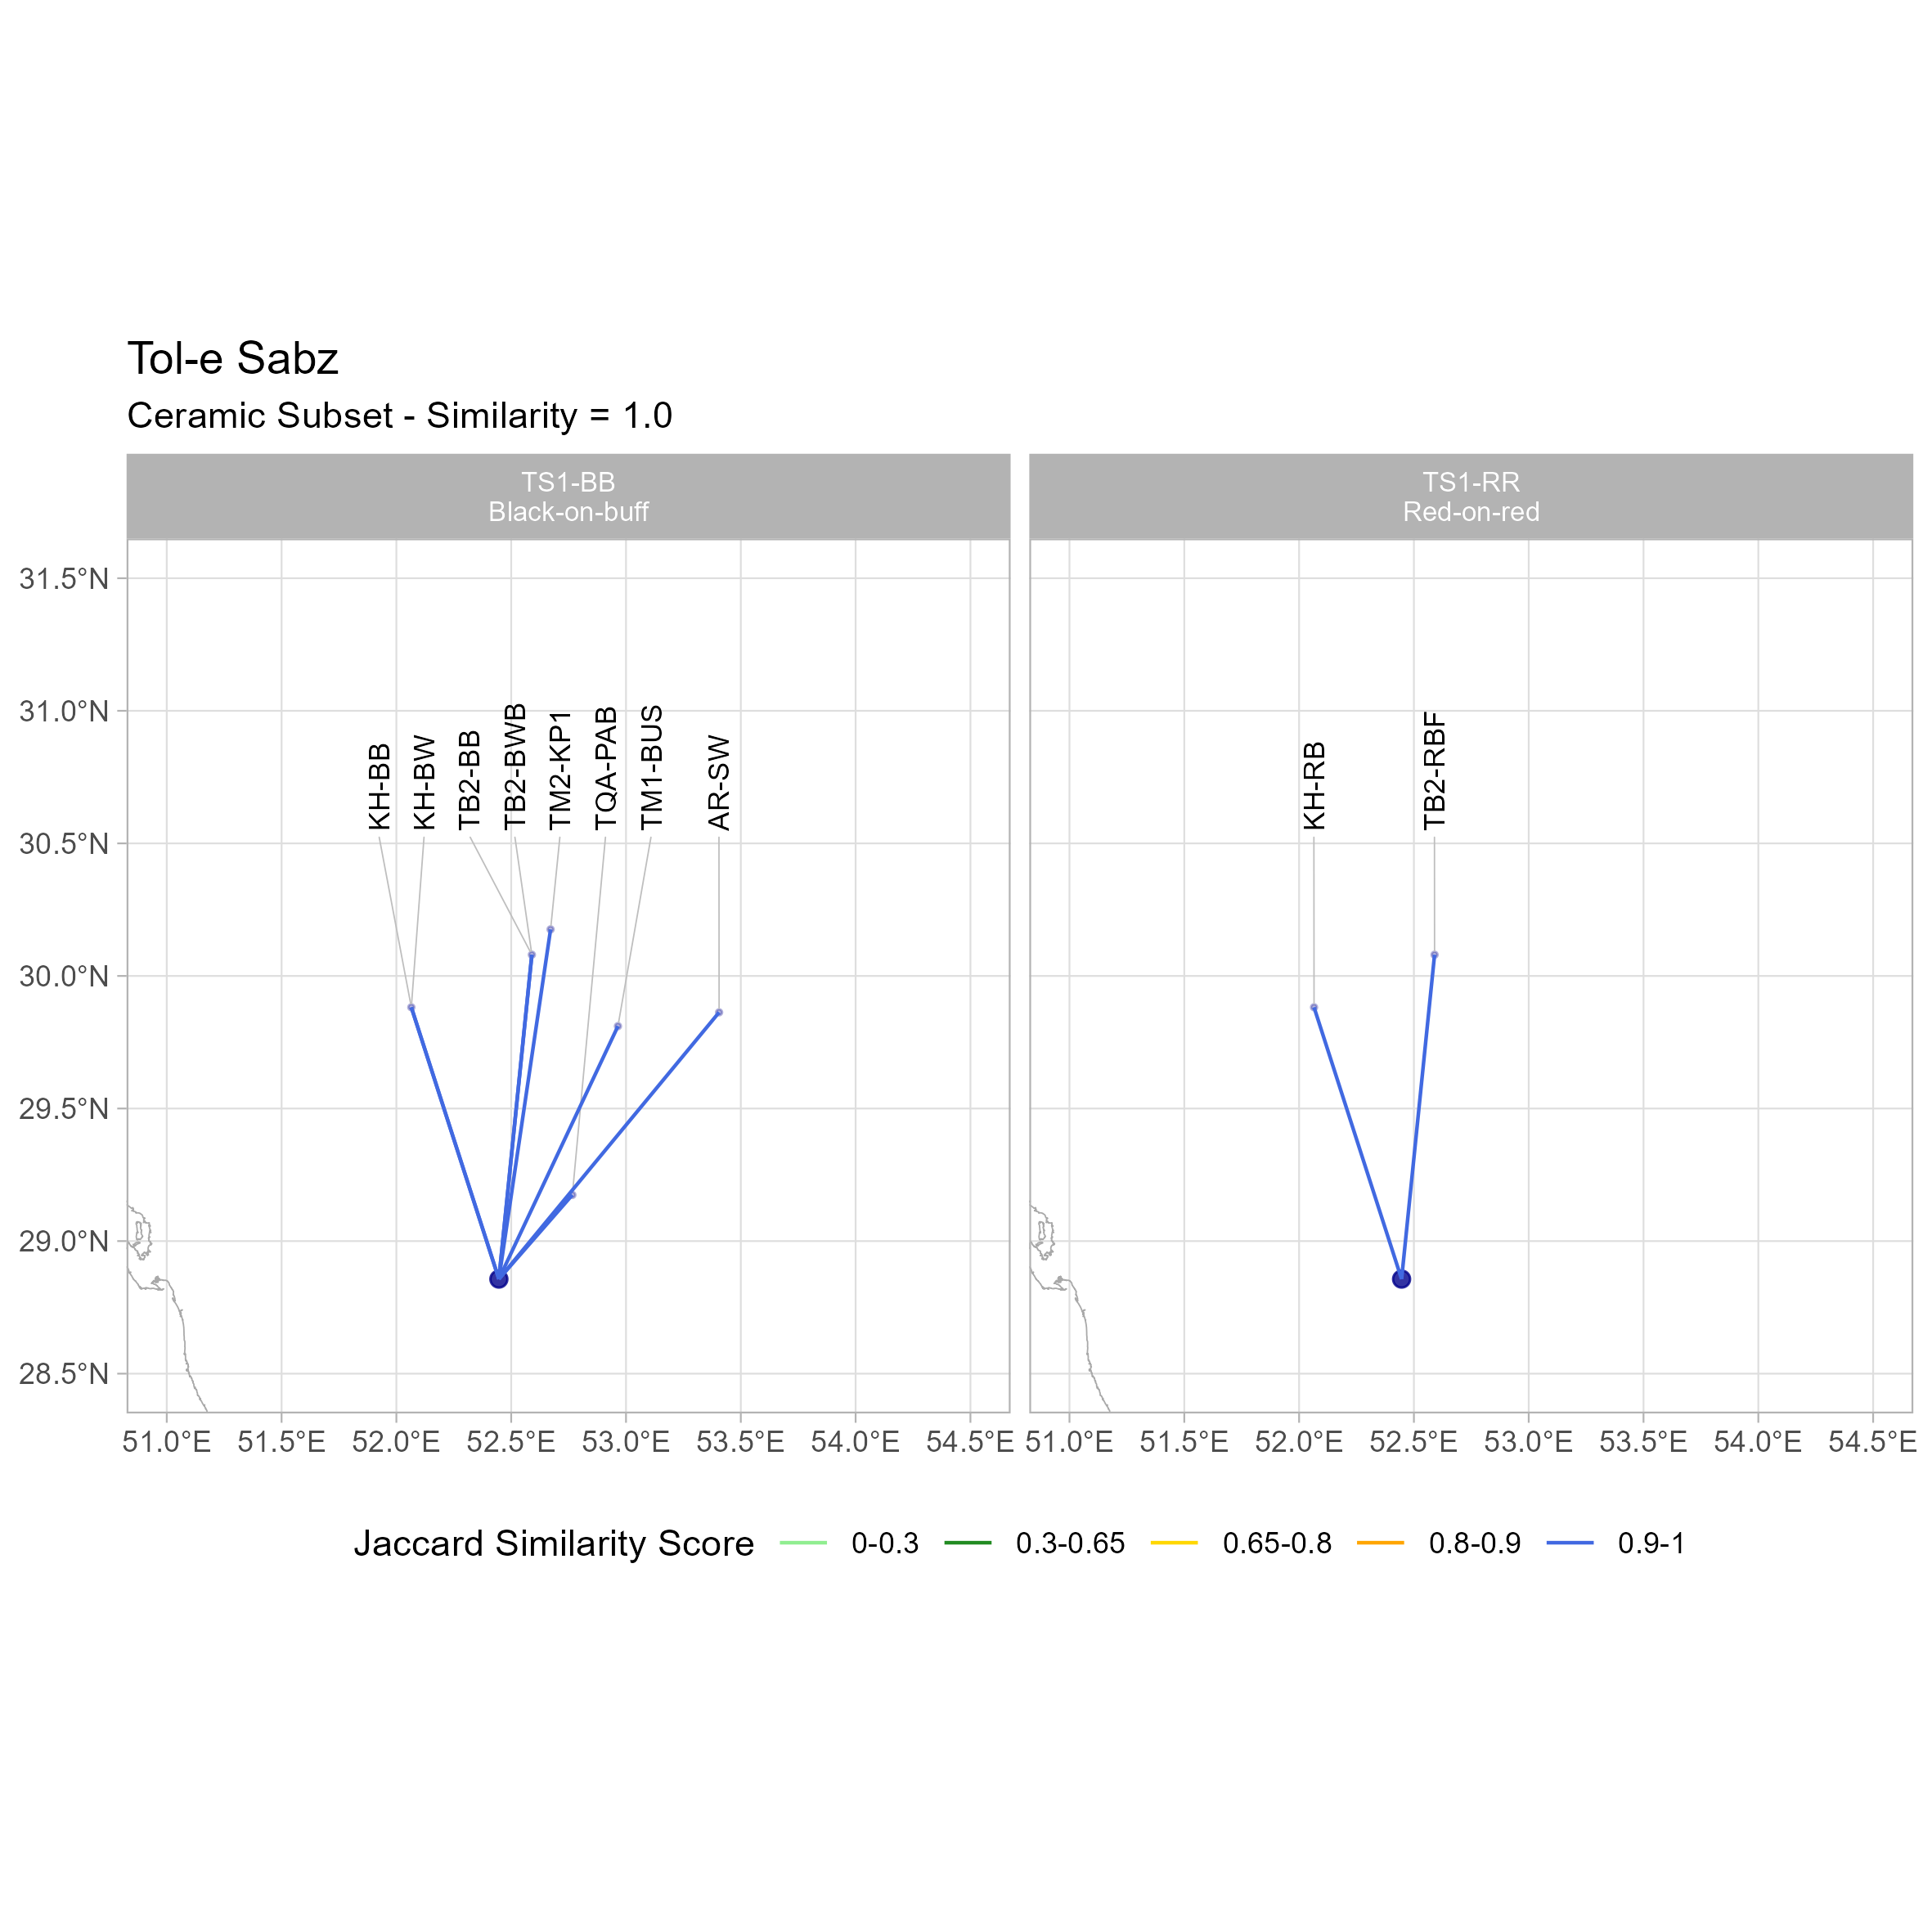 Tol-e Sabz
Ceramic Subset - Similarity = 1.0
TS1-BB
Black-on-buff
TS1-RR
Red-on-red
31.5°N
31.0°N
30.5°N
30.0°N
29.5°N
29.0°N
28.5°N
KH-BB
KH-BW
TB2-BB
TB2-BWB
TM2-KP1
TQA-PAB
TM1-BUS
AR-SW
KH-RB
TB2-RBF
51.0°E 51.5°E 52.0°E 52.5°E 53.0°E 53.5°E 54.0°E 54.5°E
51.0°E 51.5°E 52.0°E 52.5°E 53.0°E 53.5°E 54.0°E 54.5°E
Jaccard Similarity Score 0-0.3 0.3-0.65 0.65-0.8 0.8-0.9 0.9-1